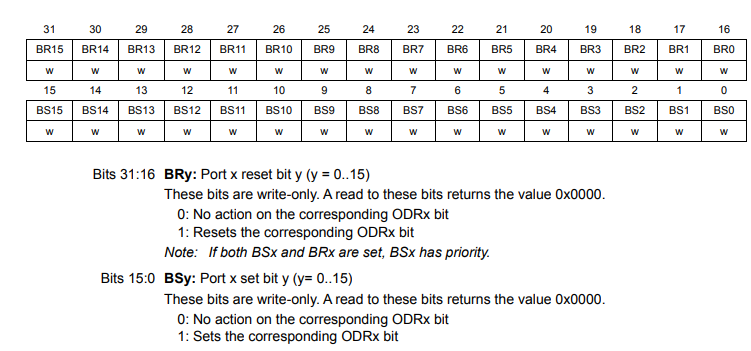 31 30 29 28 27 26 25 24 23 22 21 20 19 18 17 16
BR15 BR14 BR13 BR12 BR11 BR10 BR9 BR8 BR7 BR6 BR5 BR4 BR3 BR2 BR1 BR0
w w w w w w w w w w w w w w w w
15 14 13 12 11 10 9 8 7 6 5 4 3 2 1 0
BS15 BS14 BS13 BS12 BS11 BS10 BS9 BS8 BS7 BS6 BS5 BS4 BS3 BS2 BS1 BS0
w w w w w w w w w w w w w w w w
Bits 31:16 BRy: Port x reset bit y (y = 0..15)
These bits are write-only. A read to these bits returns the value 0x0000.
0: No action on the corresponding ODRx bit
1: Resets the corresponding ODRx bit
Note: If both BSx and BRx are set, BSx has priority.
Bits 15:0 BSy: Port x set bit y (y= 0..15)
These bits are write-only. A read to these bits returns the value 0x0000.
0: No action on the corresponding ODRx bit
1: Sets the corresponding ODRx bit